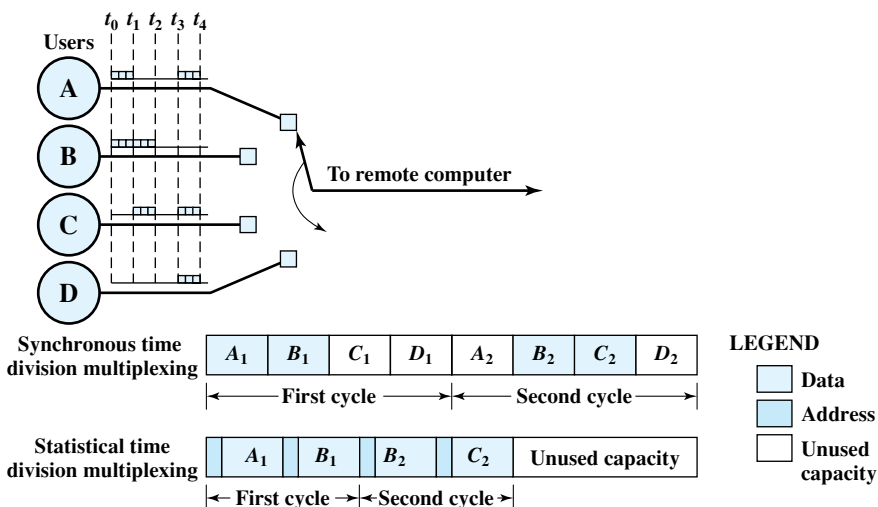 t0 t1 t2 t3 t4
Users
A
B
To remote computer
C
D
Synchronous time
division multiplexing
A1 B1 C1 D1 A2 B2 C2 D2
First cycle Second cycle
Statistical time
division multiplexing
A1 B1 B2 C2 Unused capacity
First cycle Second cycle
LEGEND
Data
Address
Unused
capacity